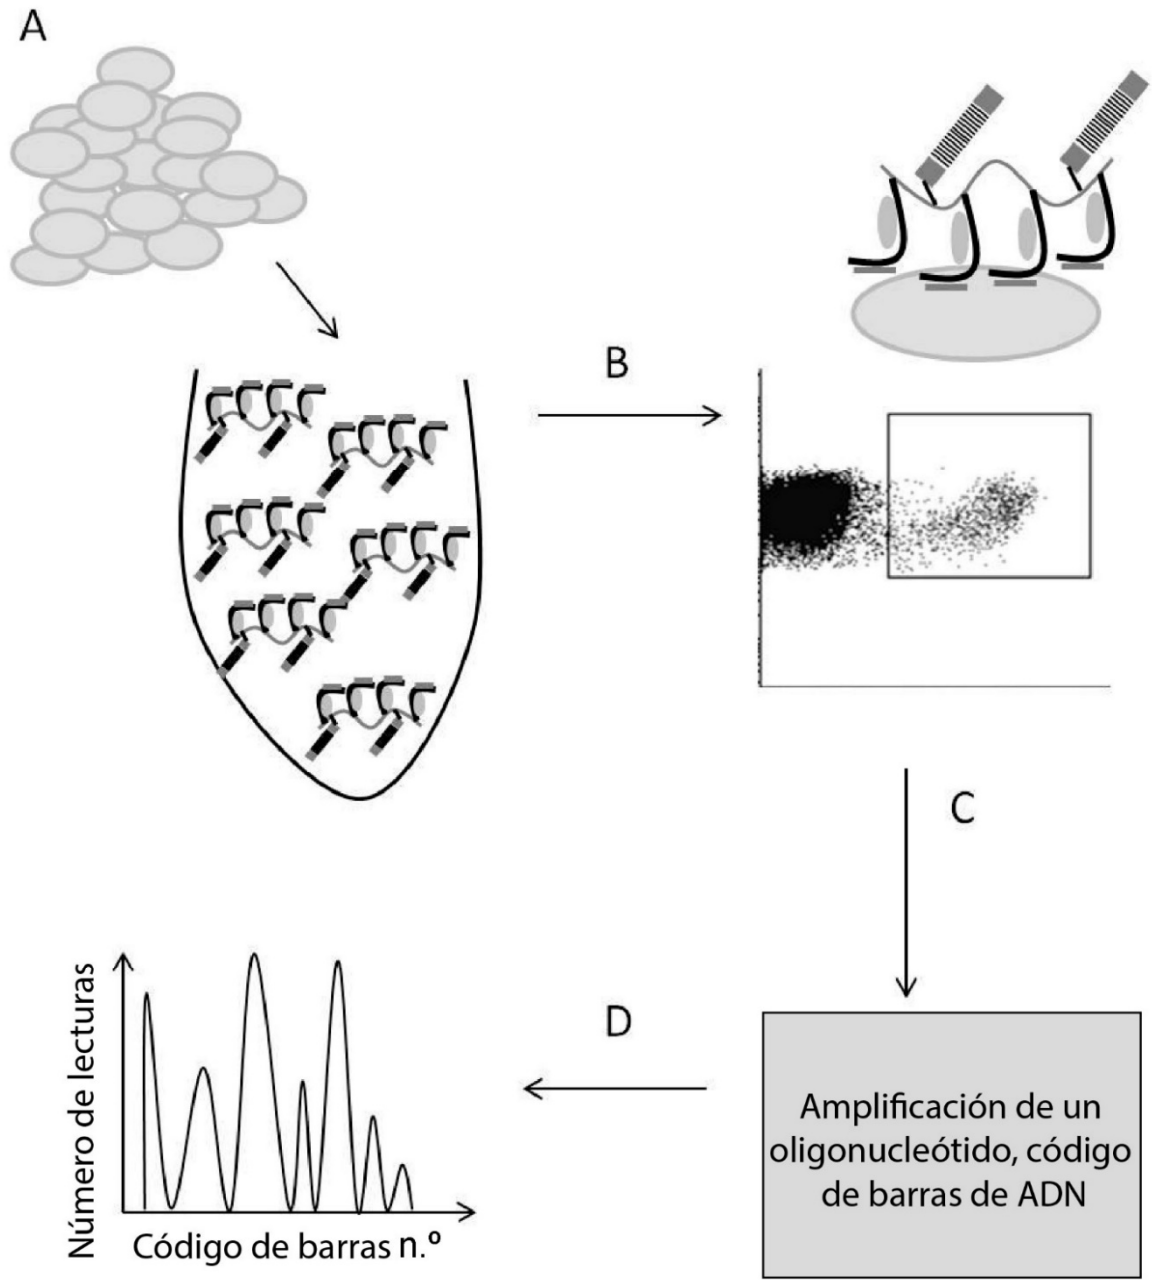 A
B
C
Número de lecturas
D
Código de barras n.º
Amplificación de un
oligonucleótido, código
de barras de ADN